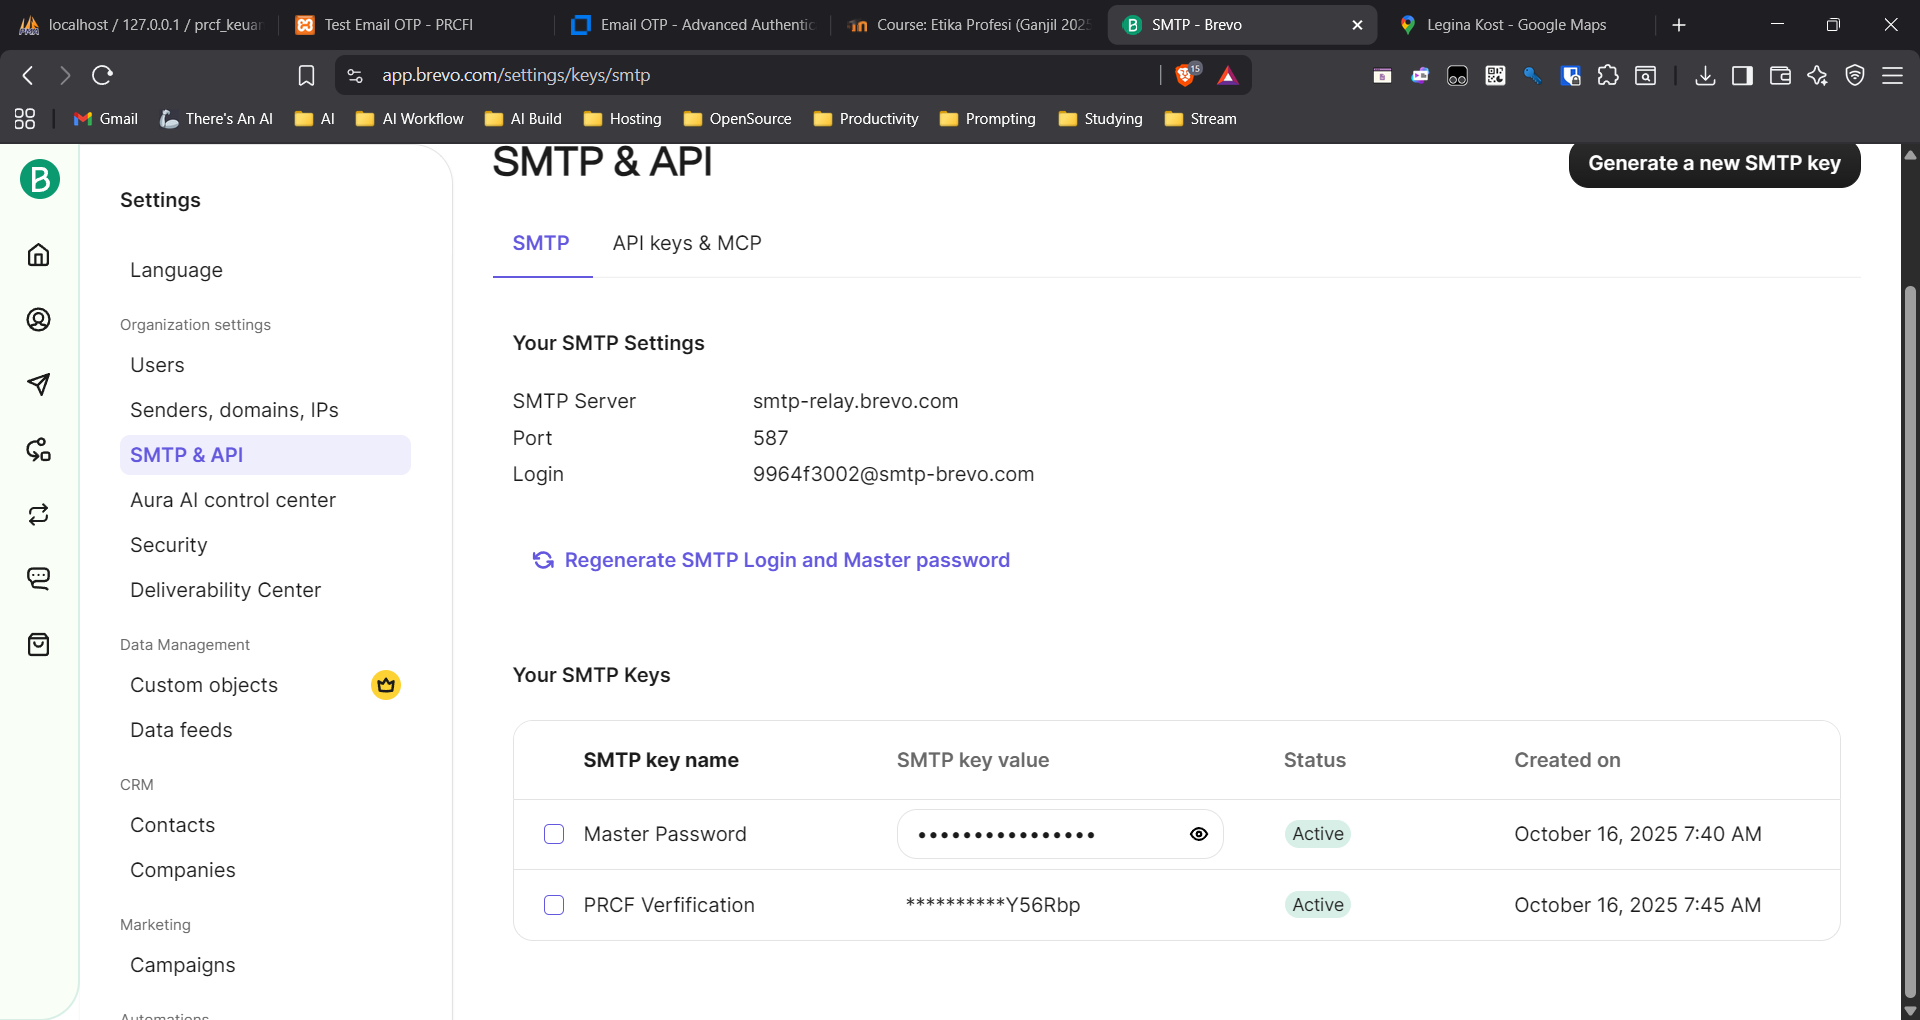 localhost / 127.0.0.1 / prcf_keuar
Test Email OTP - PRCFI
Email OTP - Advanced Authentic
Course: Etika Profesi (Ganjil 2025
SMTP - Brevo
Legina Kost - Google Maps
app.brevo.com/settings/keys/smtp
15
Gmail
There's An AI
AI
AI Workflow
AI Build
Hosting
OpenSource
Productivity
Prompting
Studying
Stream
B
Settings
Language
Organization settings
Users
Senders, domains, IPs
SMTP & API
Aura AI control center
Security
Deliverability Center
Data Management
Custom objects
Data feeds
CRM
Contacts
Companies
Marketing
Campaigns
Automations
SMTP & API
Generate a new SMTP key
SMTP
API keys & MCP
Your SMTP Settings
SMTP Server smtp-relay.brevo.com
Port 587
Login 9964f3002@smtp-brevo.com
Regenerate SMTP Login and Master password
Your SMTP Keys
SMTP key name SMTP key value Status Created on
Master Password •••••••••••••••• Active October 16, 2025 7:40 AM
PRCF Verfification **********Y56Rbp Active October 16, 2025 7:45 AM